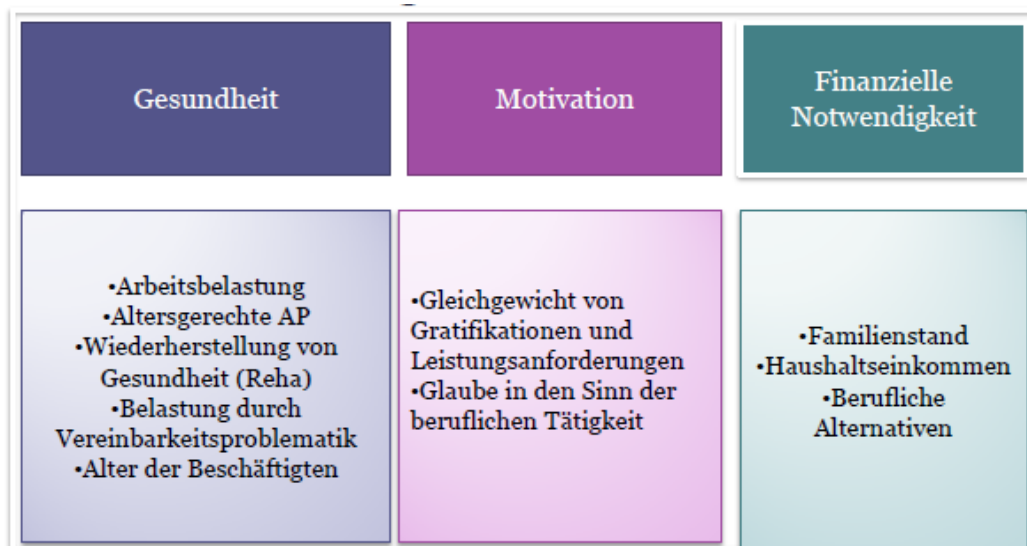 Gesundheit
Motivation
Finanzielle
Notwendigkeit
•Arbeitsbelastung
•Altersgerechte AP
•Wiederherstellung von
Gesundheit (Reha)
•Belastung durch
Vereinbarkeitsproblematik
•Alter der Beschäftigten
•Gleichgewicht von
Gratifikationen und
Leistungsanforderungen
•Glaube in den Sinn der
beruflichen Tätigkeit
•Familienstand
•Haushaltseinkommen
•Berufliche
Alternativen